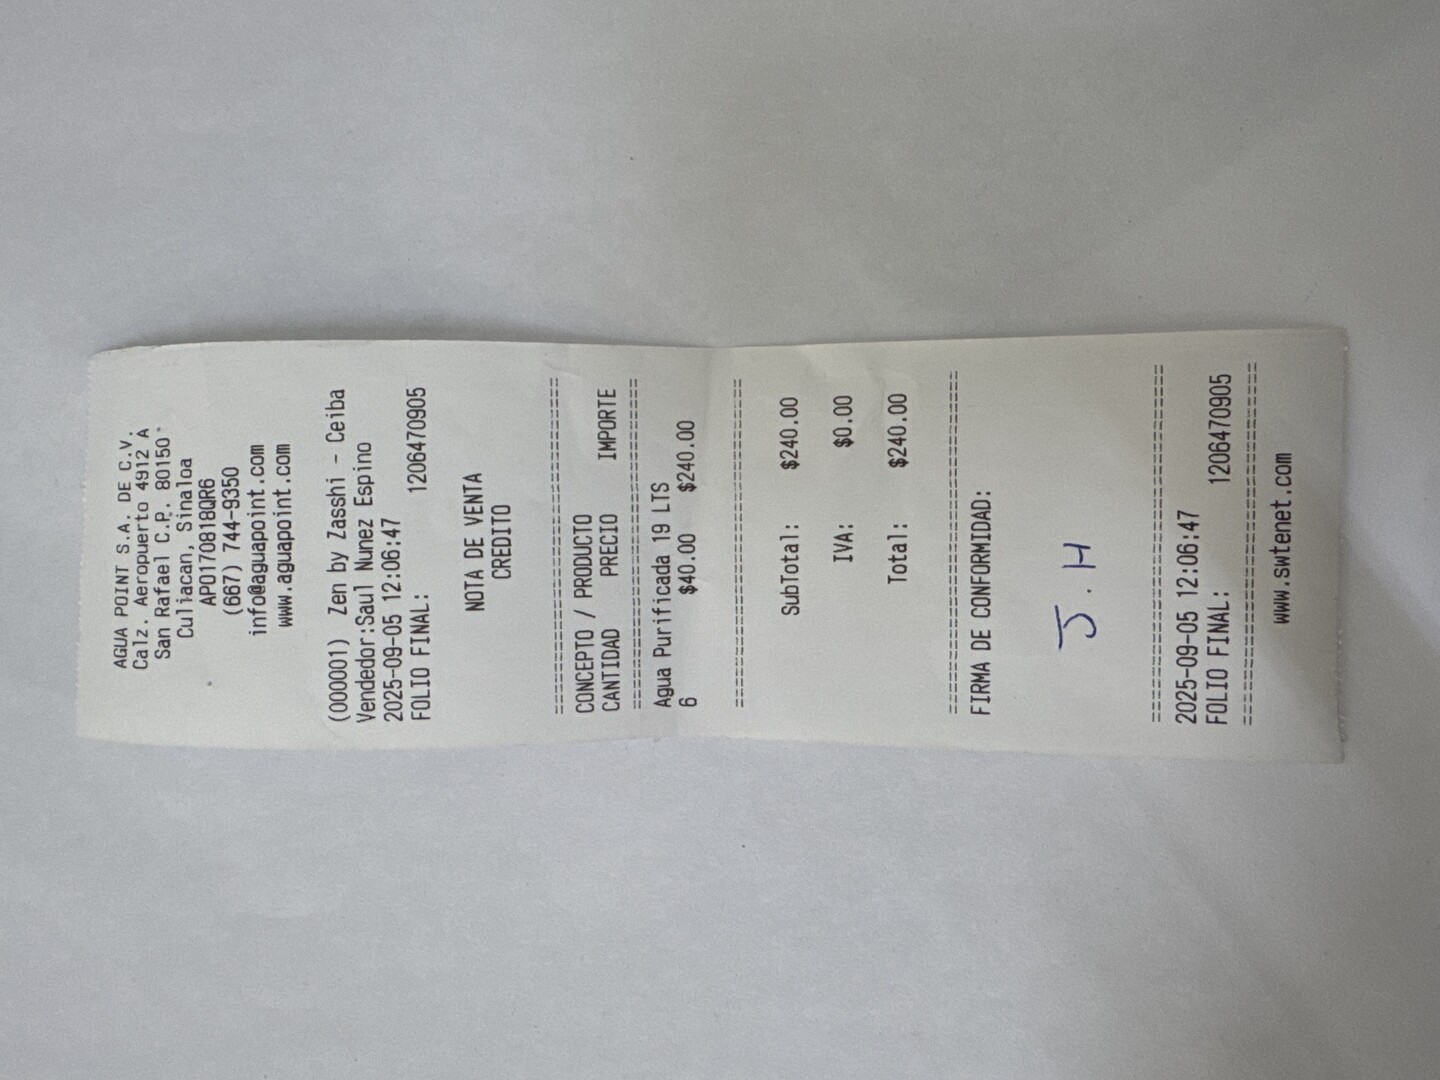 AGUA POINT S.A. DE C.V.
Calz. Aeropuerto 4912 A
San Rafael C.P. 80150
Culiacan, Sinaloa
APO170818QR6
(667) 744-9350
info@aguapoint.com
www.aguapoint.com
(000001) Zen by Zasshi - Ceiba
Vendedor:Saul Nunez Espino
2025-09-05 12:06:47
FOLIO FINAL: 1206470905
NOTA DE VENTA
CREDITO
================================
CONCEPTO / PRODUCTO
CANTIDAD PRECIO IMPORTE
================================
Agua Purificada 19 LTS
6 $40.00 $240.00
================================
SubTotal: $240.00
IVA: $0.00
Total: $240.00
================================
FIRMA DE CONFORMIDAD:
J.H
================================
2025-09-05 12:06:47
FOLIO FINAL: 1206470905
================================
www.swtenet.com